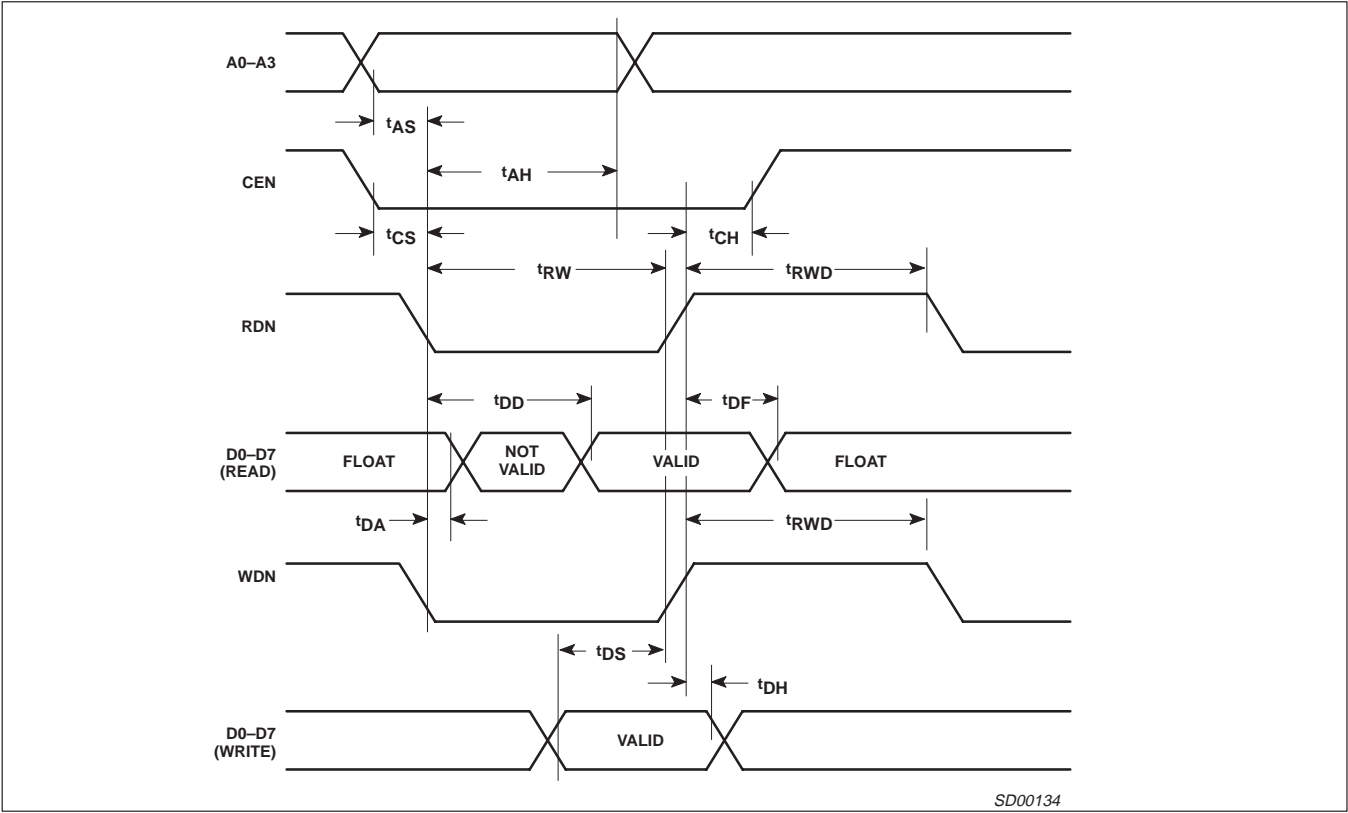 A0–A3
tAS
CEN
tAH
tCS
tCH
tRW
tRWD
RDN
tDD
tDF
D0–D7
(READ)
FLOAT
NOT
VALID
VALID
FLOAT
tDA
tRWD
WDN
tDS
tDH
D0–D7
(WRITE)
VALID
SD00134